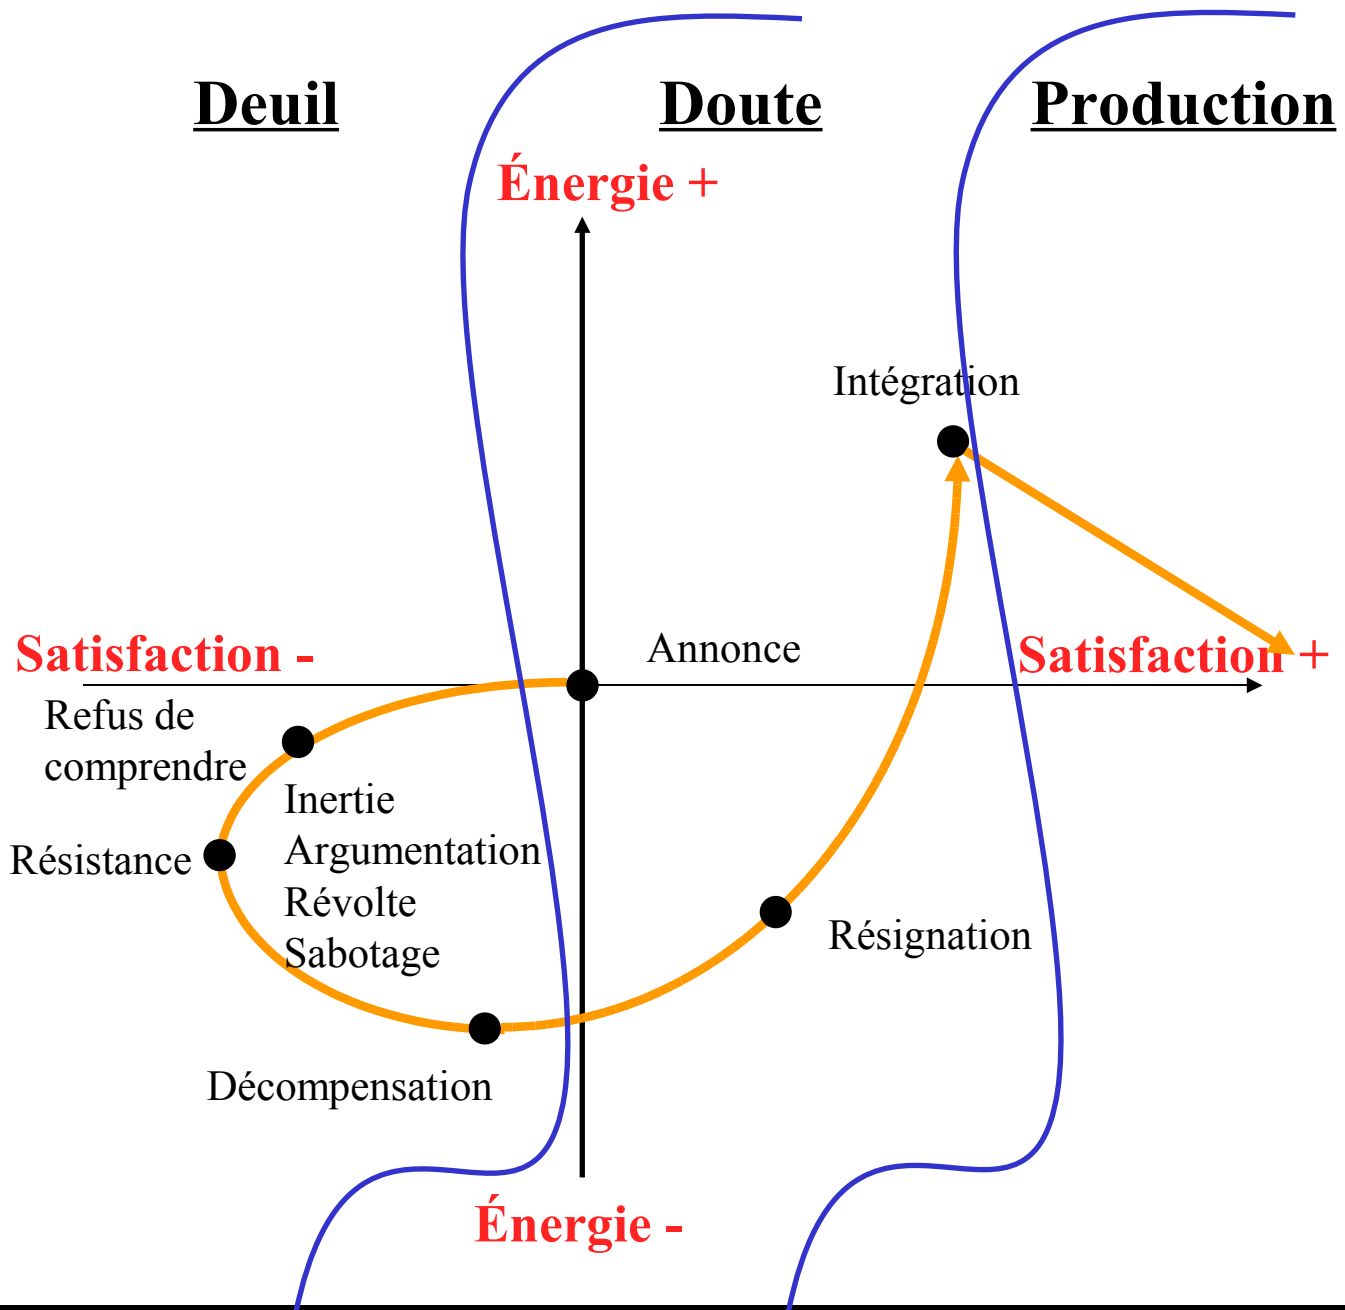 Deuil
Doute
Production
Énergie +
Intégration
Annonce
Satisfaction -
Satisfaction +
Refus de
comprendre
Inertie
Argumentation
Révolte
Sabotage
Résistance
Résignation
Décompensation
Énergie -